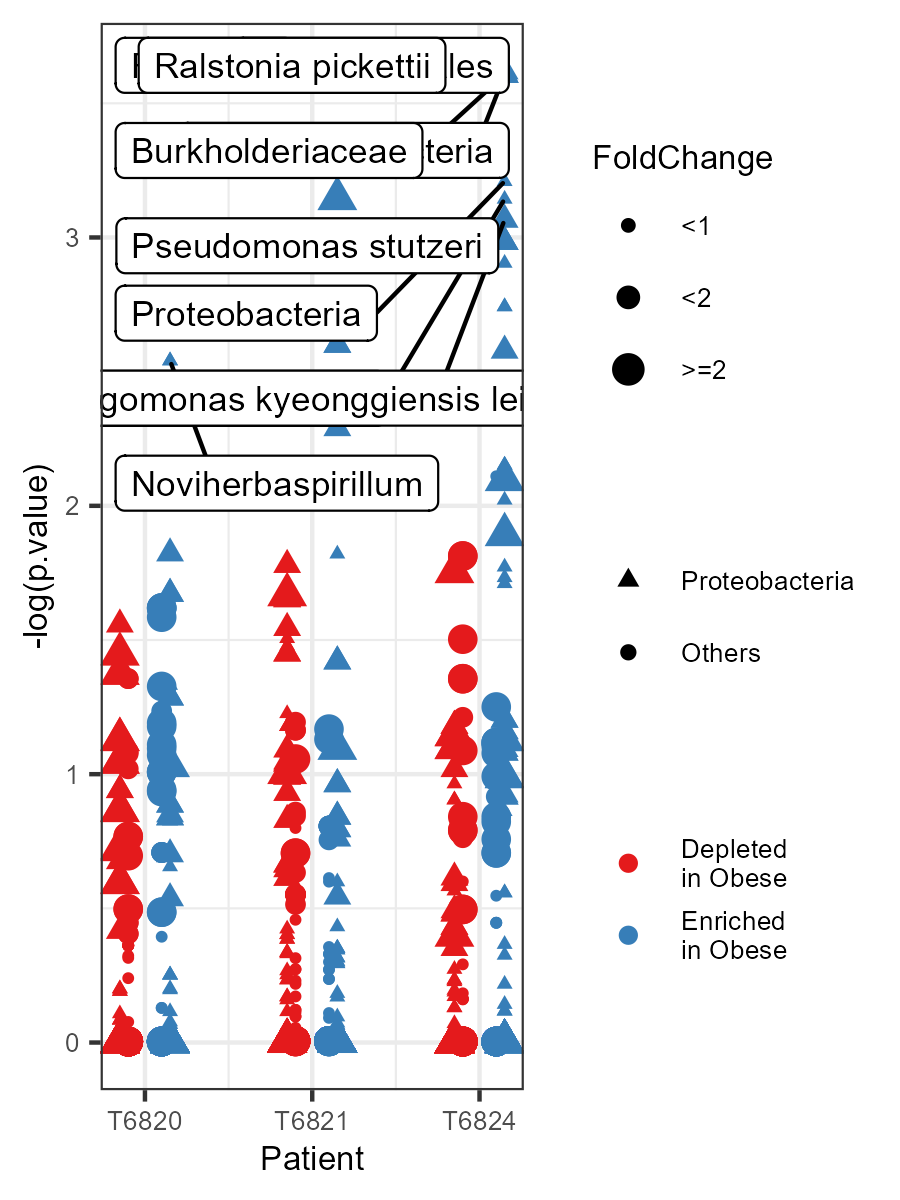 Ralstonia pickettii
les
Burkholderiaceae
teria
Pseudomonas stutzeri
Proteobacteria
gomonas kyeonggiensis lei
Noviherbaspirillum
3
2
1
0
-log(p.value)
T6820 T6821 T6824
Patient
FoldChange
<1
<2
>=2
Proteobacteria
Others
Depleted
in Obese
Enriched
in Obese